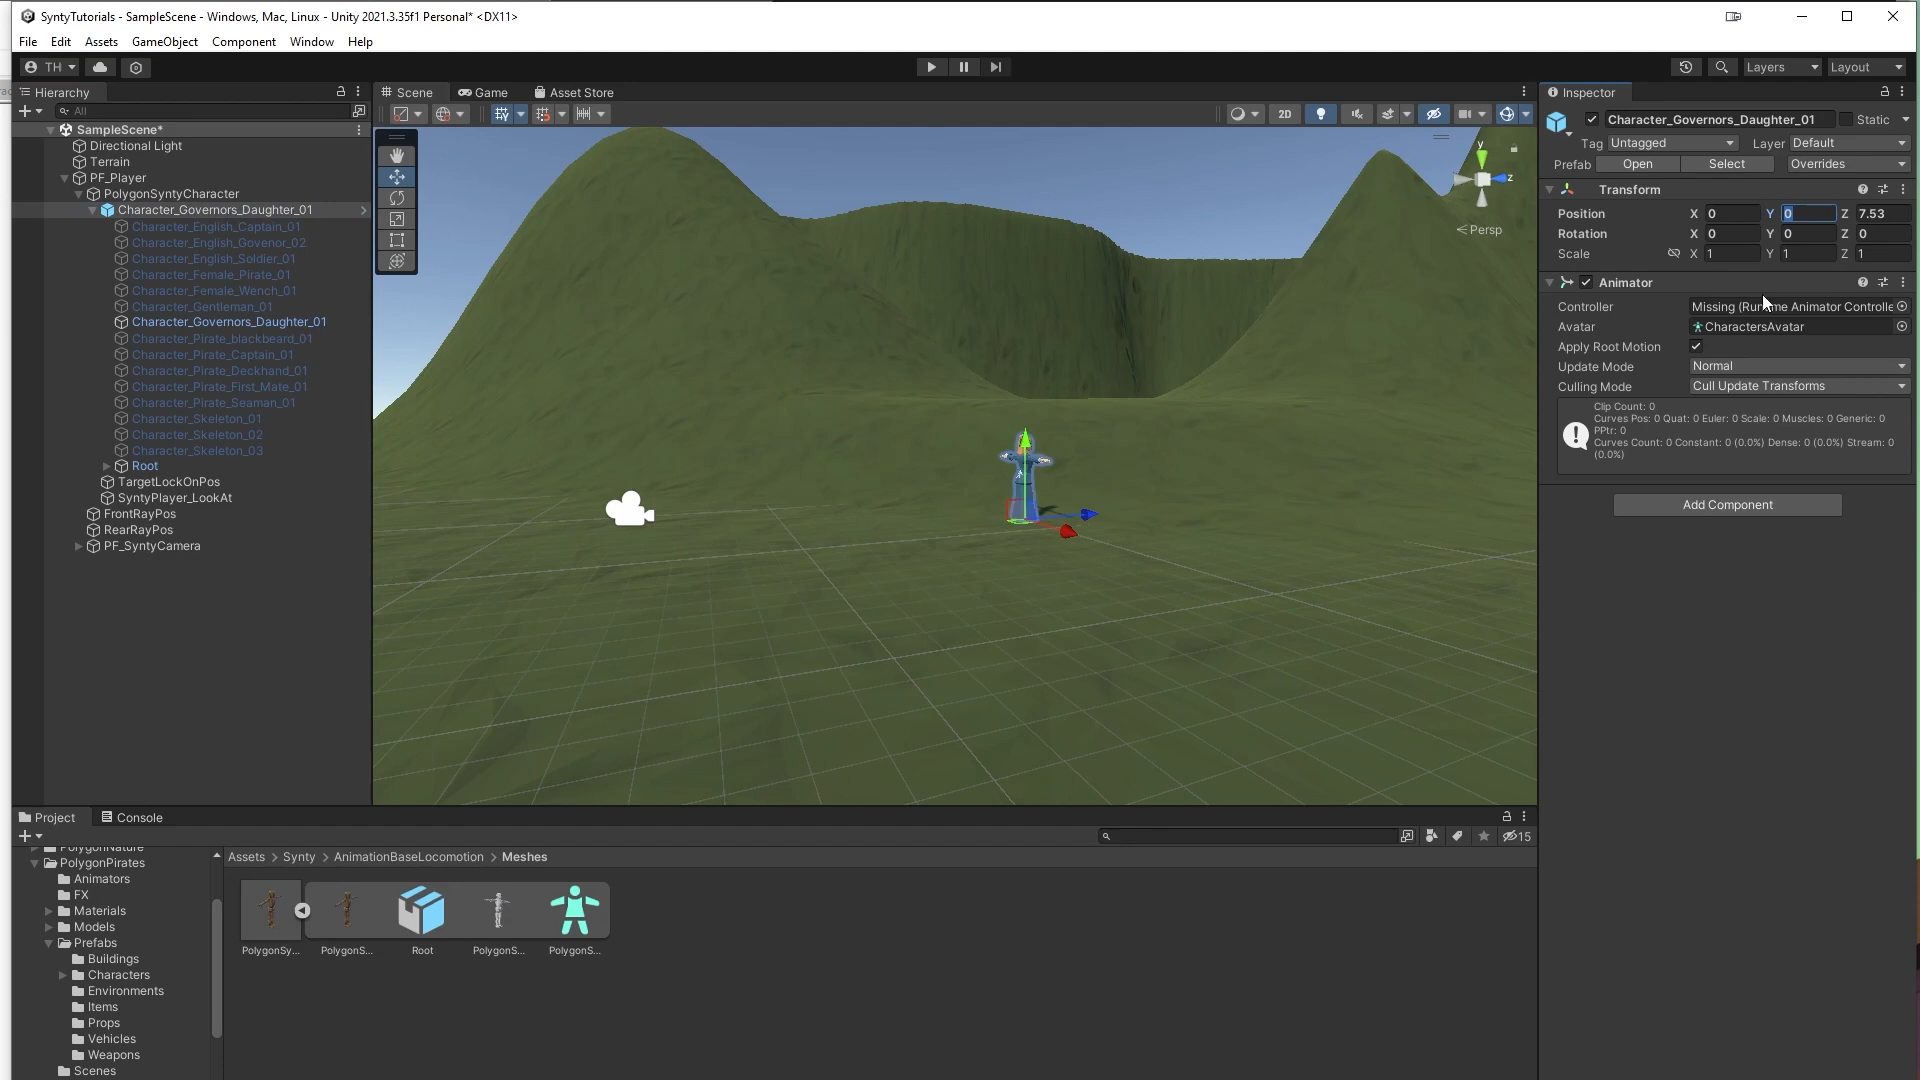 SyntyTutorials - SampleScene - Windows, Mac, Linux - Unity 2021.3.35f1 Personal* <DX11>
File Edit Assets GameObject Component Window Help
TH
Layers Layout
Hierarchy
All
SampleScene*
Directional Light
Terrain
PF_Player
PolygonSyntyCharacter
Character_Governors_Daughter_01
Character_English_Captain_01
Character_English_Govenor_02
Character_English_Soldier_01
Character_Female_Pirate_01
Character_Female_Wench_01
Character_Gentleman_01
Character_Governors_Daughter_01
Character_Pirate_blackbeard_01
Character_Pirate_Captain_01
Character_Pirate_Deckhand_01
Character_Pirate_First_Mate_01
Character_Pirate_Seaman_01
Character_Skeleton_01
Character_Skeleton_02
Character_Skeleton_03
Root
TargetLockOnPos
SyntyPlayer_LookAt
FrontRayPos
RearRayPos
PF_SyntyCamera
Scene Game Asset Store
2D
y
z
Persp
Inspector
Character_Governors_Daughter_01 Static
Tag Untagged Layer Default
Prefab Open Select Overrides
Transform
Position X 0 Y 0 Z 7.53
Rotation X 0 Y 0 Z 0
Scale X 1 Y 1 Z 1
Animator
Controller Missing (Runtime Animator Controlle
Avatar CharactersAvatar
Apply Root Motion
Update Mode Normal
Culling Mode Cull Update Transforms
Clip Count: 0
Curves Pos: 0 Quat: 0 Euler: 0 Scale: 0 Muscles: 0 Generic: 0
PPtr: 0
Curves Count: 0 Constant: 0 (0.0%) Dense: 0 (0.0%) Stream: 0
(0.0%)
Add Component
Project Console
15
PolygonNature
PolygonPirates
Animators
FX
Materials
Models
Prefabs
Buildings
Characters
Environments
Items
Props
Vehicles
Weapons
Scenes
Assets > Synty > AnimationBaseLocomotion > Meshes
PolygonSy... PolygonS... Root PolygonS... PolygonS...